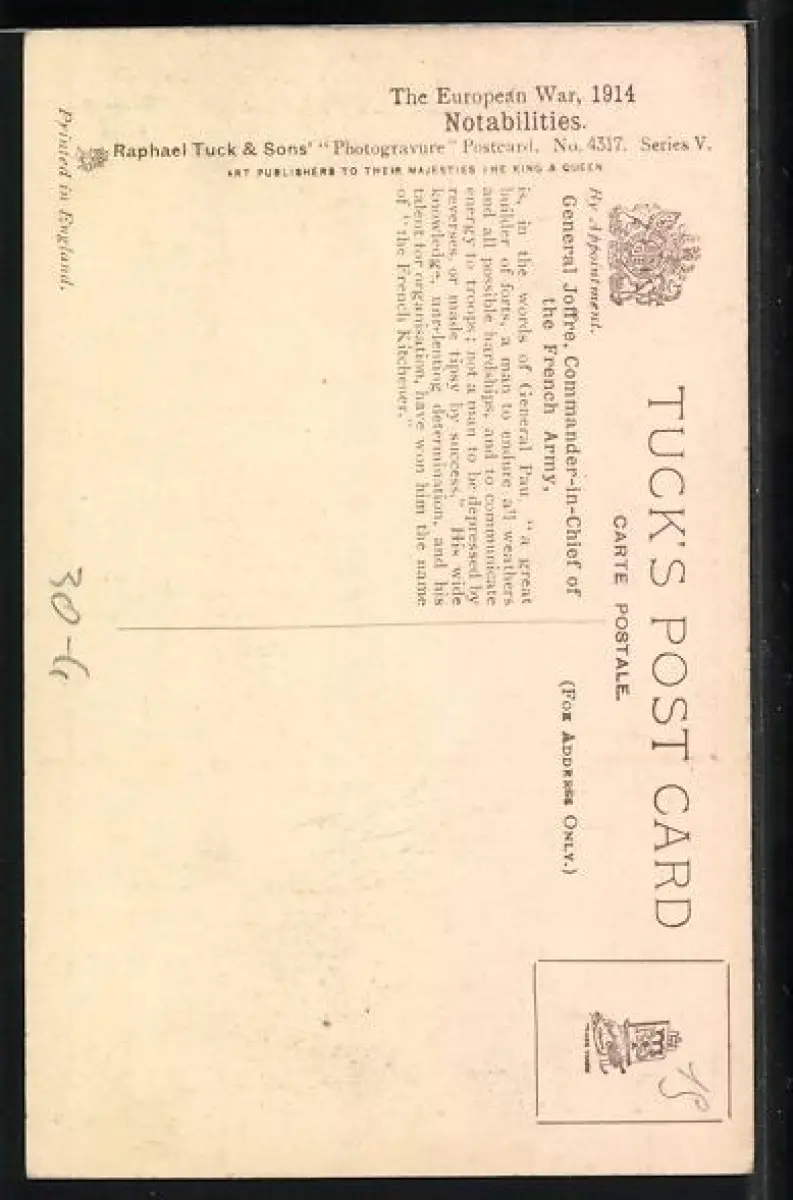 The European War, 1914
Notabilities.
Raphael Tuck & Sons' "Photogravure" Postcard. No. 4317. Series V.
ART PUBLISHERS TO THEIR MAJESTIES THE KING & QUEEN
By Appointment.
TUCK'S POST CARD
CARTE POSTALE.
(FOR ADDRESS ONLY.)
General Joffre, Commander-in-Chief of
the French Army,
is, in the words of General Pau, "a great
builder of forts, a man to endure all weathers
and all possible hardships, and to communicate
energy to troops; not a man to be depressed by
reverses, or made tipsy by success." His wide
knowledge, unrelenting determination, and his
talent for organisation, have won him the name
of "the French Kitchener."
Printed in England.